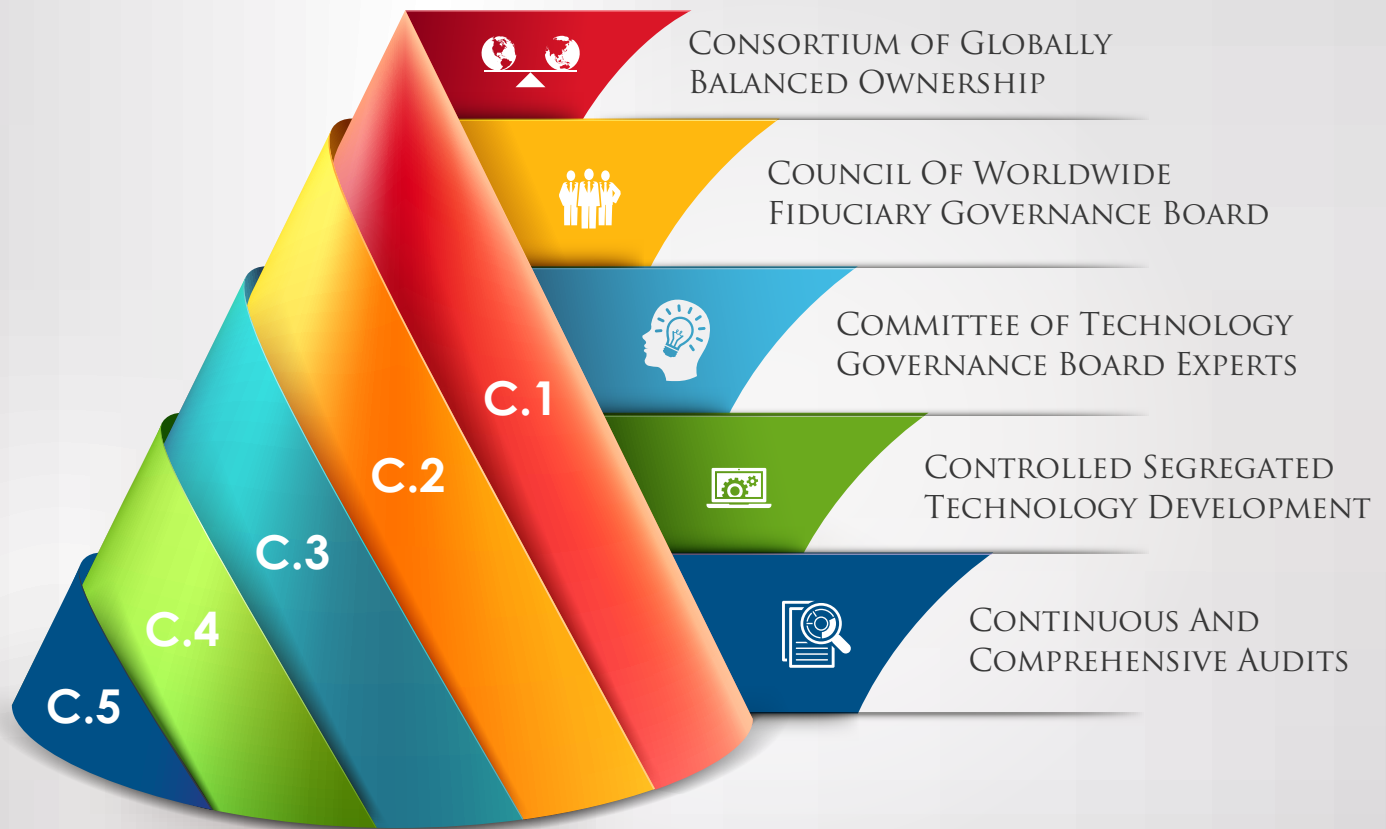 Consortium of Globally
Balanced Ownership
Council Of Worldwide
Fiduciary Governance Board
Committee of Technology
Governance Board Experts
C.1
C.2
Controlled Segregated
Technology Development
C.3
C.4
Continuous And
Comprehensive Audits
C.5